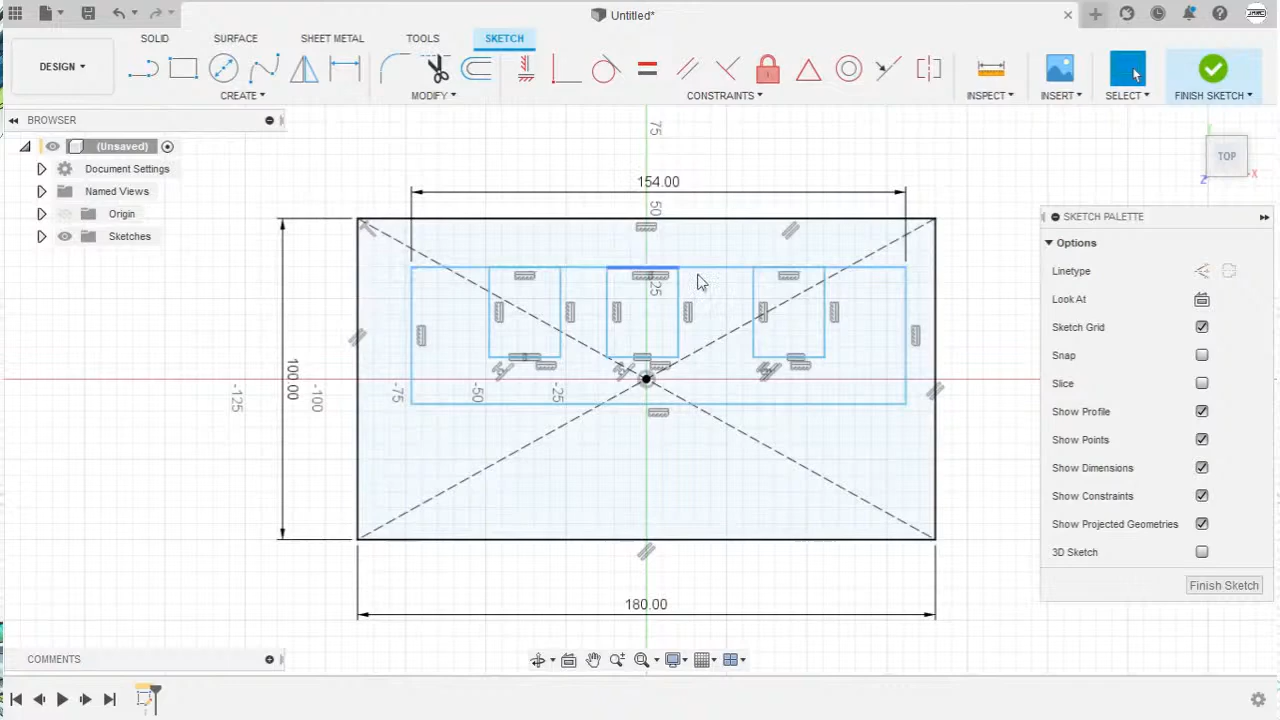 Untitled*
SOLID SURFACE SHEET METAL TOOLS SKETCH
DESIGN
CREATE MODIFY CONSTRAINTS INSPECT INSERT SELECT FINISH SKETCH
BROWSER
(Unsaved)
Document Settings
Named Views
Origin
Sketches
75
TOP
X
Z
154.00
50
25
100.00
-125
-100
-75
-50
-25
180.00
SKETCH PALETTE
Options
Linetype
Look At
Sketch Grid
Snap
Slice
Show Profile
Show Points
Show Dimensions
Show Constraints
Show Projected Geometries
3D Sketch
Finish Sketch
COMMENTS